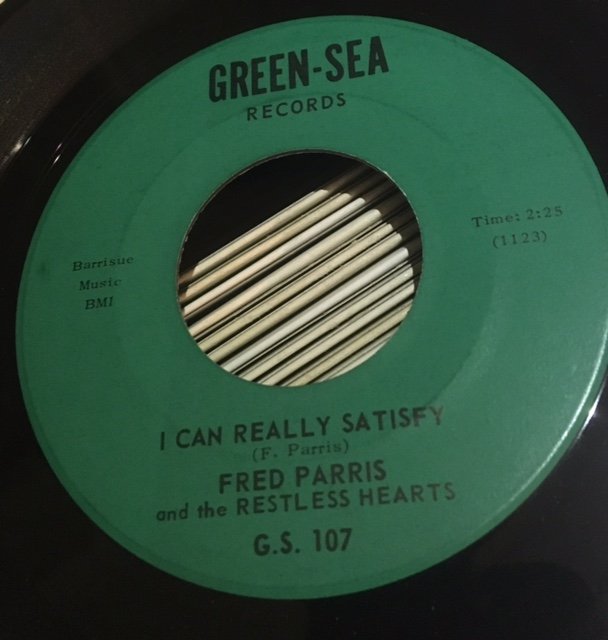 GREEN-SEA
RECORDS
Time: 2:25
(1123)
Barrisue
Music
BMI
I CAN REALLY SATISFY
(F. Parris)
FRED PARRIS
and the RESTLESS HEARTS
G.S. 107